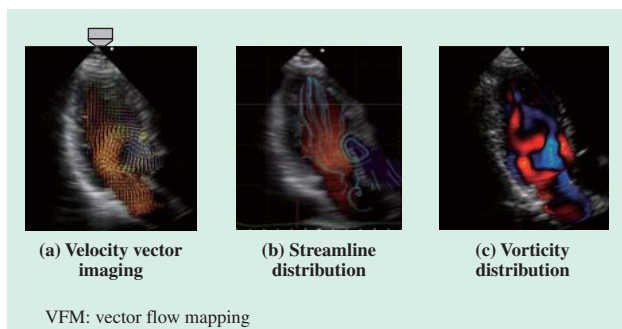 (a) Velocity vector
imaging
(b) Streamline
distribution
(c) Vorticity
distribution
VFM: vector flow mapping